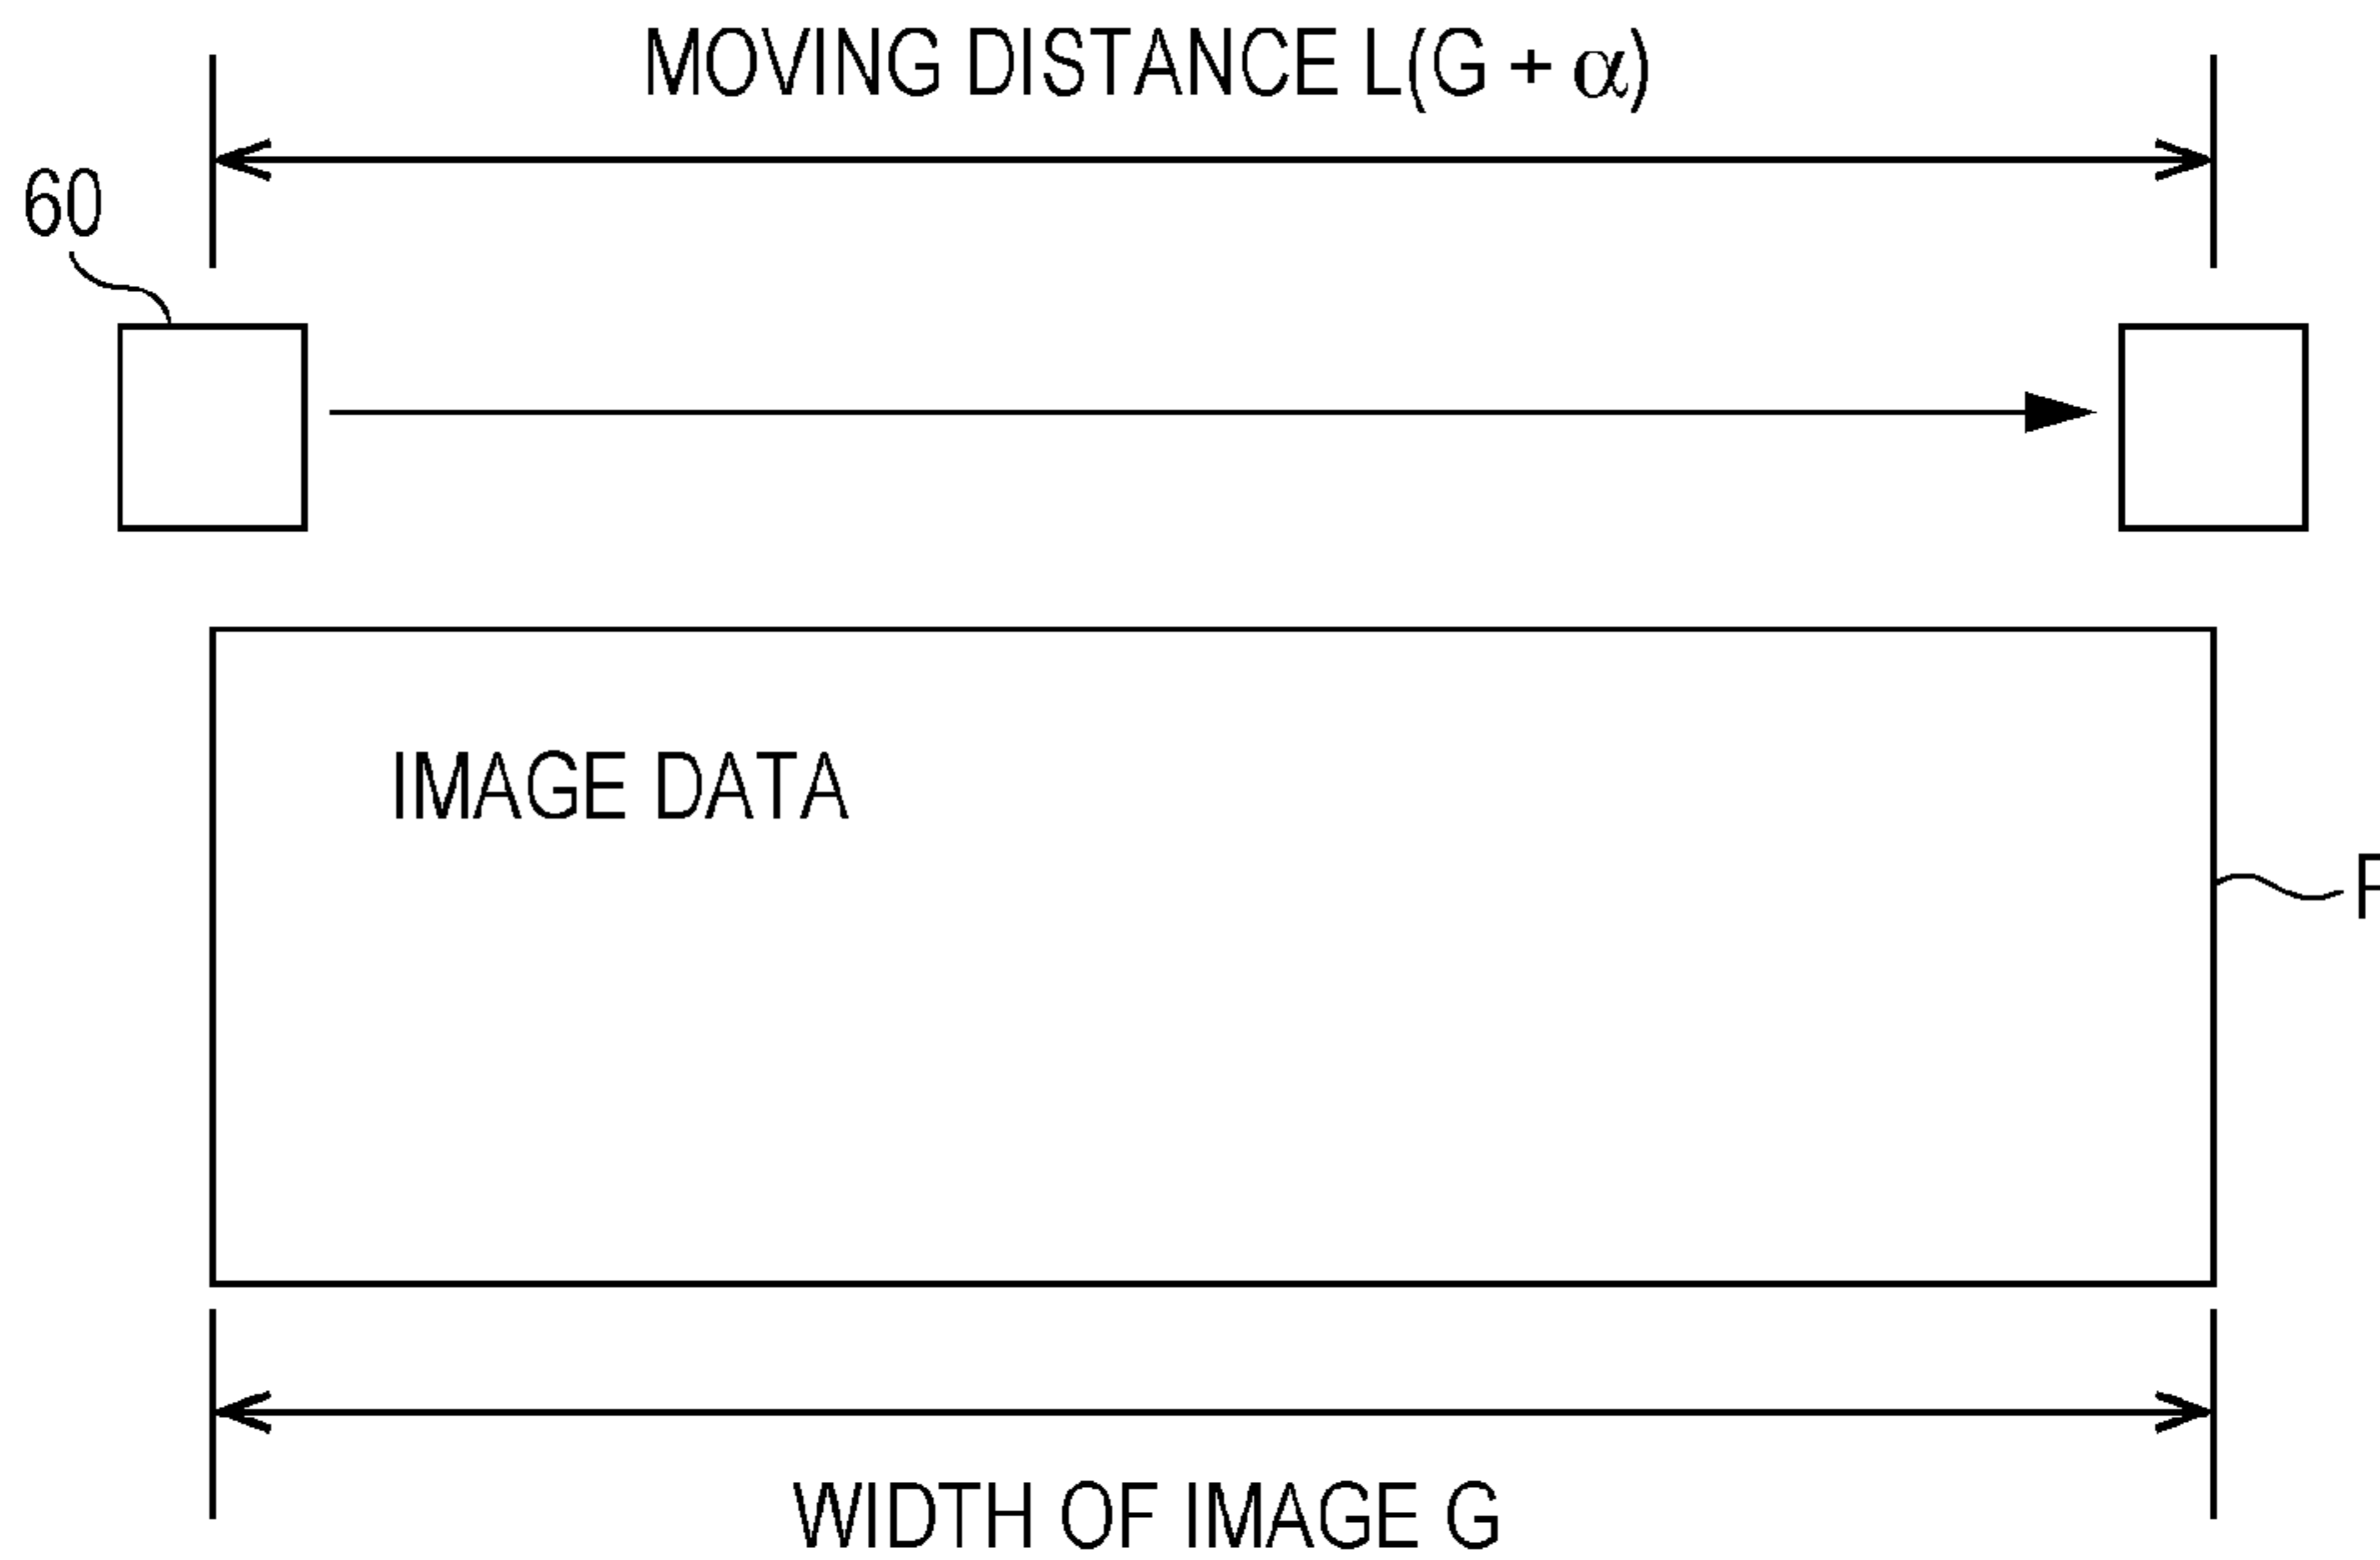 MOVING DISTANCE L(G + α)
60
IMAGE DATA
WIDTH OF IMAGE G